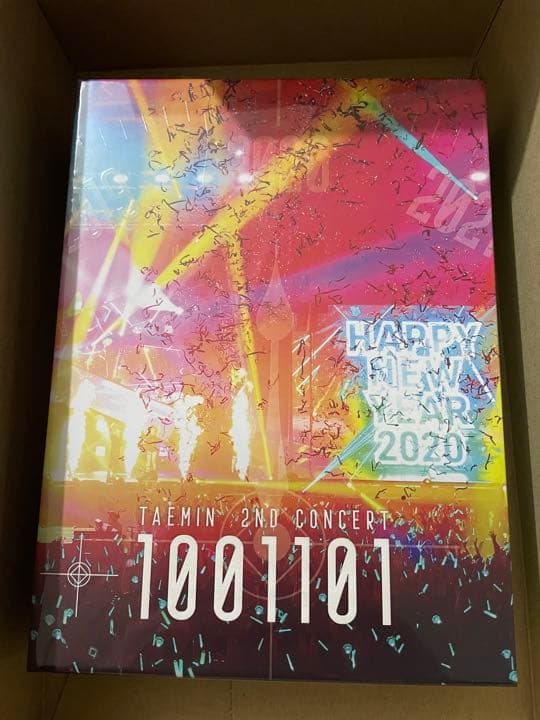 HAPPY
NEW
YEAR
2020
TAEMIN 2ND CONCERT
1001101